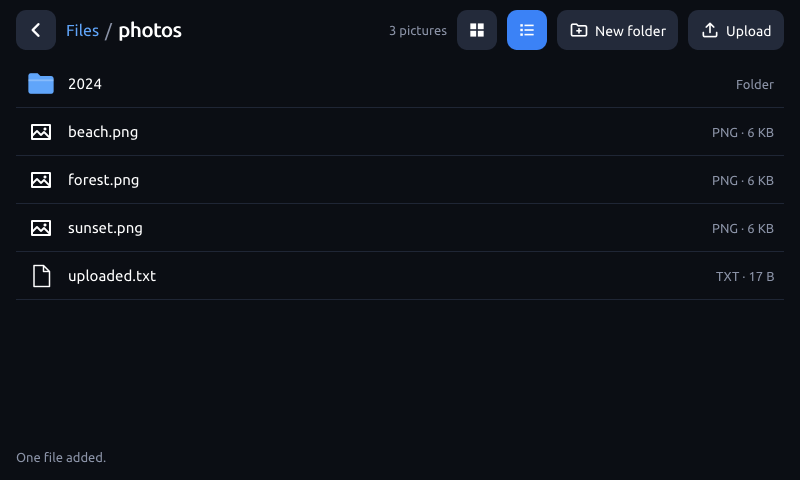 Files / photos
3 pictures
New folder
Upload
2024
Folder
beach.png
PNG · 6 KB
forest.png
PNG · 6 KB
sunset.png
PNG · 6 KB
uploaded.txt
TXT · 17 B
One file added.